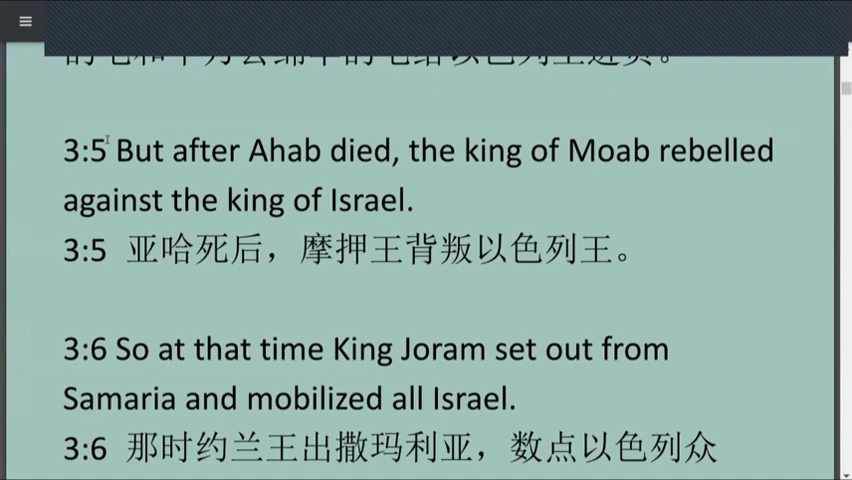 3:5 But after Ahab died, the king of Moab rebelled
against the king of Israel.
3:5 亚哈死后，摩押王背叛以色列王。
3:6 So at that time King Joram set out from
Samaria and mobilized all Israel.
3:6 那时约兰王出撒玛利亚，数点以色列众